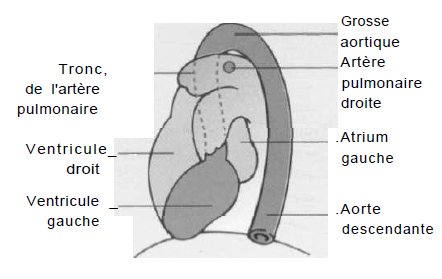 Grosse
aortique
Artère
pulmonaire
droite
Tronc,
de l'artère
pulmonaire
Atrium
gauche
Ventricule
droit
Ventricule
gauche
.Aorte
descendante